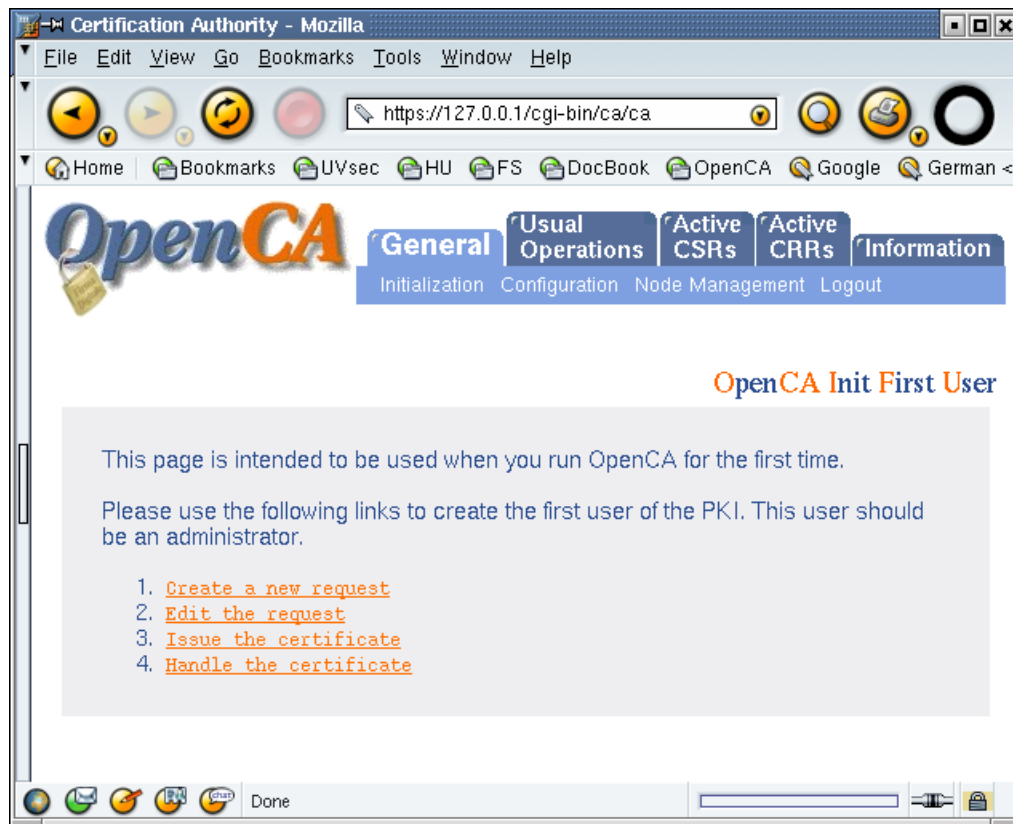 Certification Authority - Mozilla
File Edit View Go Bookmarks Tools Window Help
https://127.0.0.1/cgi-bin/ca/ca
Home Bookmarks UVsec HU FS DocBook OpenCA Google German <
OpenCA
General
Usual Operations
Active CSRs
Active CRRs
Information
Initialization Configuration Node Management Logout
OpenCA Init First User
This page is intended to be used when you run OpenCA for the first time.
Please use the following links to create the first user of the PKI. This user should
be an administrator.
1. Create a new request
2. Edit the request
3. Issue the certificate
4. Handle the certificate
Done